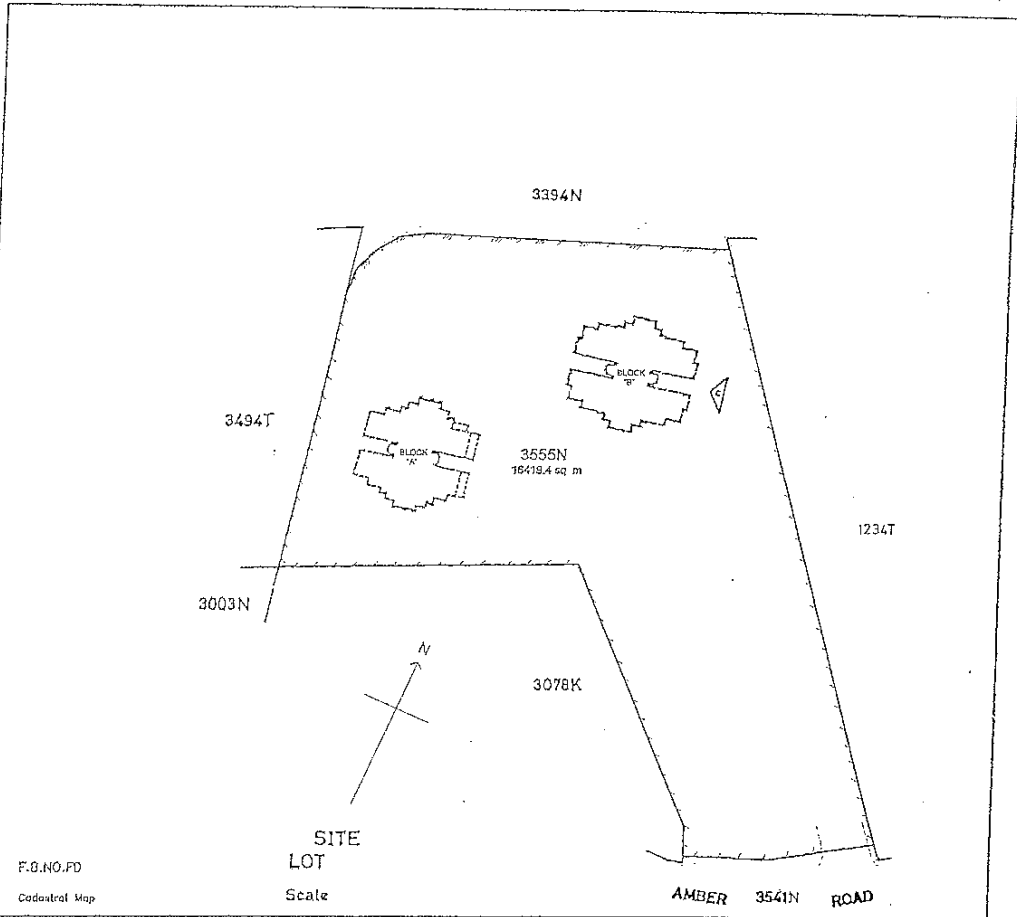 3394N
BLOCK
"B"
C
3494T
BLOCK
"A"
3555N
16419.4 sq m
1234T
3003N
N
3078K
SITE
LOT
F.B.NO.FD
Cadastral Map
Scale
AMBER 3541N ROAD